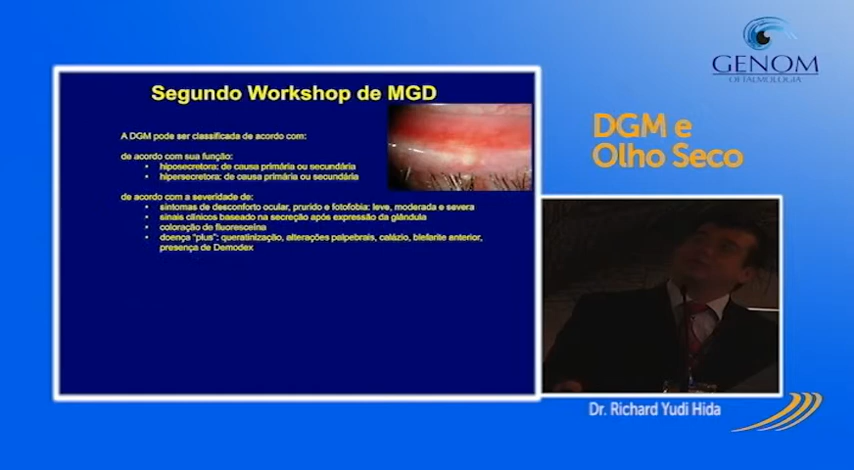 GENOM
OFTALMOLOGIA
Segundo Workshop de MGD
A DGM pode ser classificada de acordo com:
de acordo com sua função:
• hiposecretora: de causa primária ou secundária
• hipersecretora: de causa primária ou secundária
de acordo com a severidade de:
• sintomas de desconforto ocular, prurido e fotofobia: leve, moderada e severa
• sinais clínicos baseado na secreção após expressão da glândula
• coloração de fluoresceína
• doença "plus": queratinização, alterações palpebrais, calázio, blefarite anterior,
presença de Demodex
DGM e
Olho Seco
Dr. Richard Yudi Hida